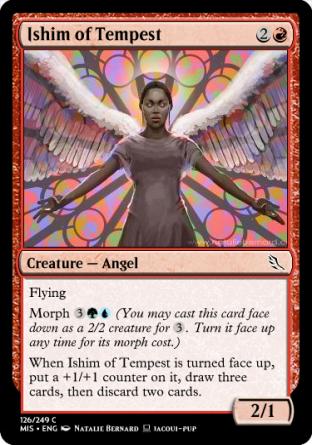 Ishim of Tempest 2
Creature — Angel
Flying
Morph 3 (You may cast this card face
down as a 2/2 creature for 3. Turn it face up
any time for its morph cost.)
When Ishim of Tempest is turned face up,
put a +1/+1 counter on it, draw three
cards, then discard two cards.
2/1
126/249 C
MIS • ENG NATALIE BERNARD IACOUI-PUP